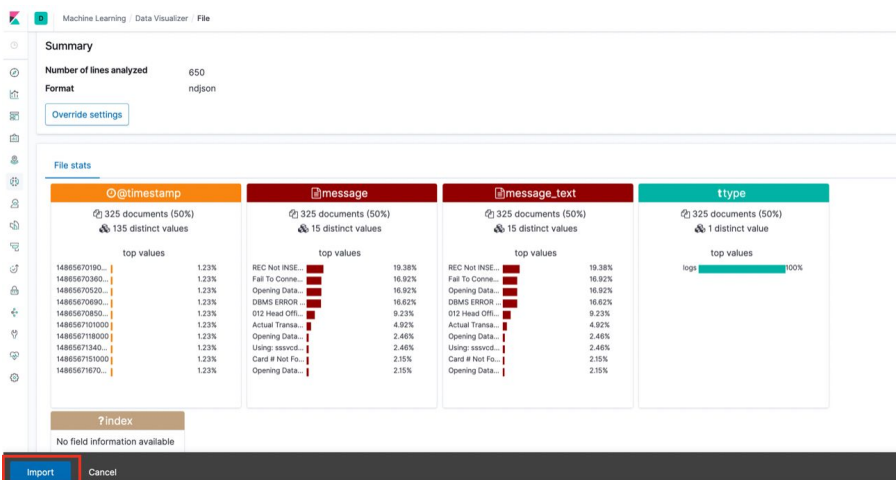 D Machine Learning / Data Visualizer / File
Summary
Number of lines analyzed 650
Format ndjson
Override settings
File stats
@timestamp
325 documents (50%)
135 distinct values
top values
14865670190... 1.23%
14865670360... 1.23%
14865670520... 1.23%
14865670690... 1.23%
14865670850... 1.23%
1486567101000 1.23%
1486567118000 1.23%
14865671340... 1.23%
1486567151000 1.23%
14865671670... 1.23%
message
325 documents (50%)
15 distinct values
top values
REC Not INSE... 19.38%
Fail To Conne... 16.92%
Opening Data... 16.92%
DBMS ERROR ... 16.62%
012 Head Offi... 9.23%
Actual Transa... 4.92%
Opening Data... 2.46%
Using: sssvcd... 2.46%
Card # Not Fo... 2.15%
Opening Data... 2.15%
message_text
325 documents (50%)
15 distinct values
top values
REC Not INSE... 19.38%
Fail To Conne... 16.92%
Opening Data... 16.92%
DBMS ERROR ... 16.62%
012 Head Offi... 9.23%
Actual Transa... 4.92%
Opening Data... 2.46%
Using: sssvcd... 2.46%
Card # Not Fo... 2.15%
Opening Data... 2.15%
t type
325 documents (50%)
1 distinct value
top values
logs 100%
? index
No field information available
Import Cancel